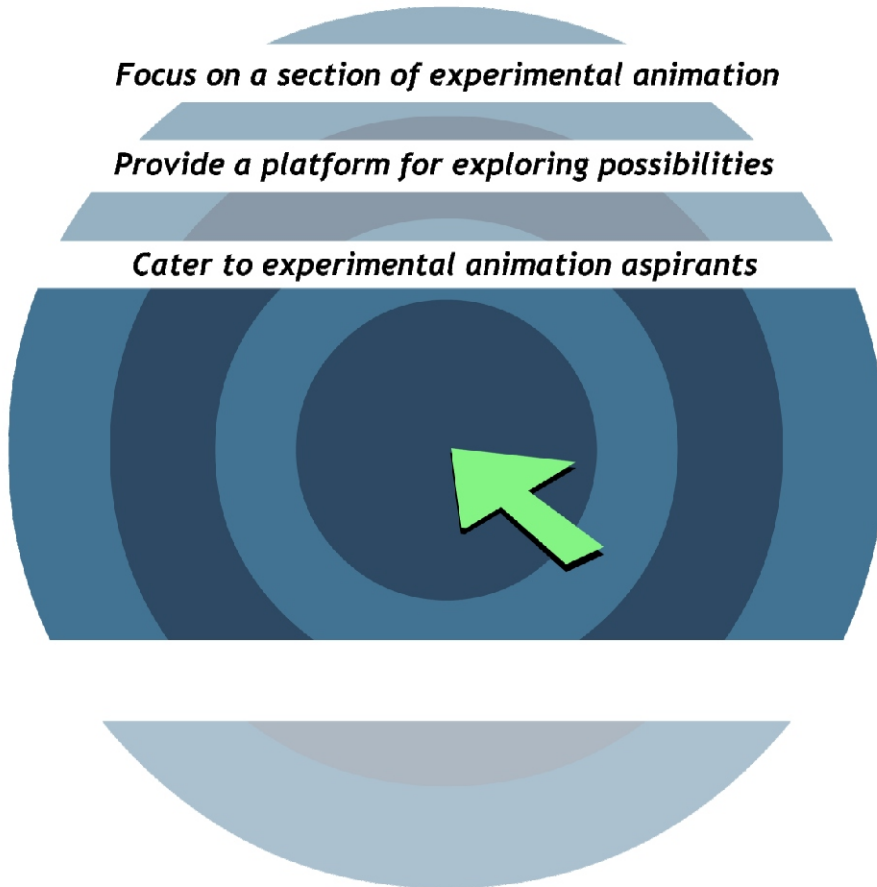 Focus on a section of experimental animation
Provide a platform for exploring possibilities
Cater to experimental animation aspirants